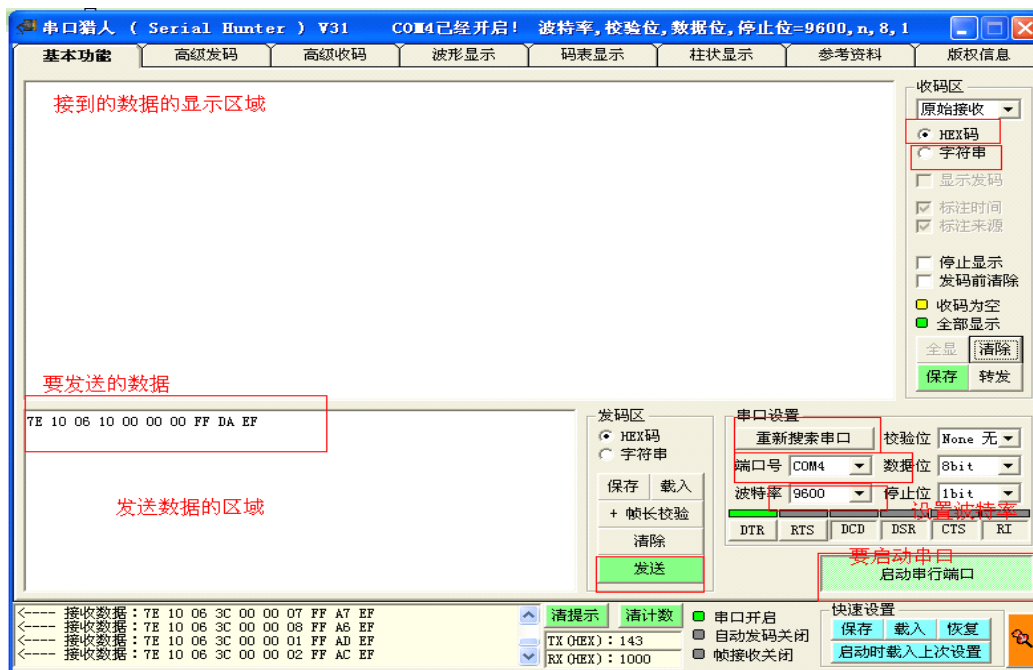 串口猎人 ( Serial Hunter ) V31 COM4已经开启! 波特率,校验位,数据位,停止位=9600,n,8,1
基本功能 高级发码 高级收码 波形显示 码表显示 柱状显示 参考资料 版权信息
接到的数据的显示区域
收码区
原始接收
HEX码
字符串
显示发码
标注时间
标注来源
停止显示
发码前清除
收码为空
全部显示
全显 清除
保存 转发
要发送的数据
7E 10 06 10 00 00 00 FF DA EF
发送数据的区域
发码区
HEX码
字符串
保存 载入
+ 帧长校验
清除
发送
串口设置
重新搜索串口 校验位 None 无
端口号 COM4 数据位 8bit
波特率 9600 停止位 1bit
设置波特率
DTR RTS DCD DSR CTS RI
要启动串口
启动串行端口
<---- 接收数据:7E 10 06 3C 00 00 07 FF A7 EF
<---- 接收数据:7E 10 06 3C 00 00 08 FF A6 EF
<---- 接收数据:7E 10 06 3C 00 00 01 FF AD EF
<---- 接收数据:7E 10 06 3C 00 00 02 FF AC EF
清提示 清计数
TX(HEX):143
RX(HEX):1000
串口开启
自动发码关闭
帧接收关闭
快速设置
保存 载入 恢复
启动时载入上次设置